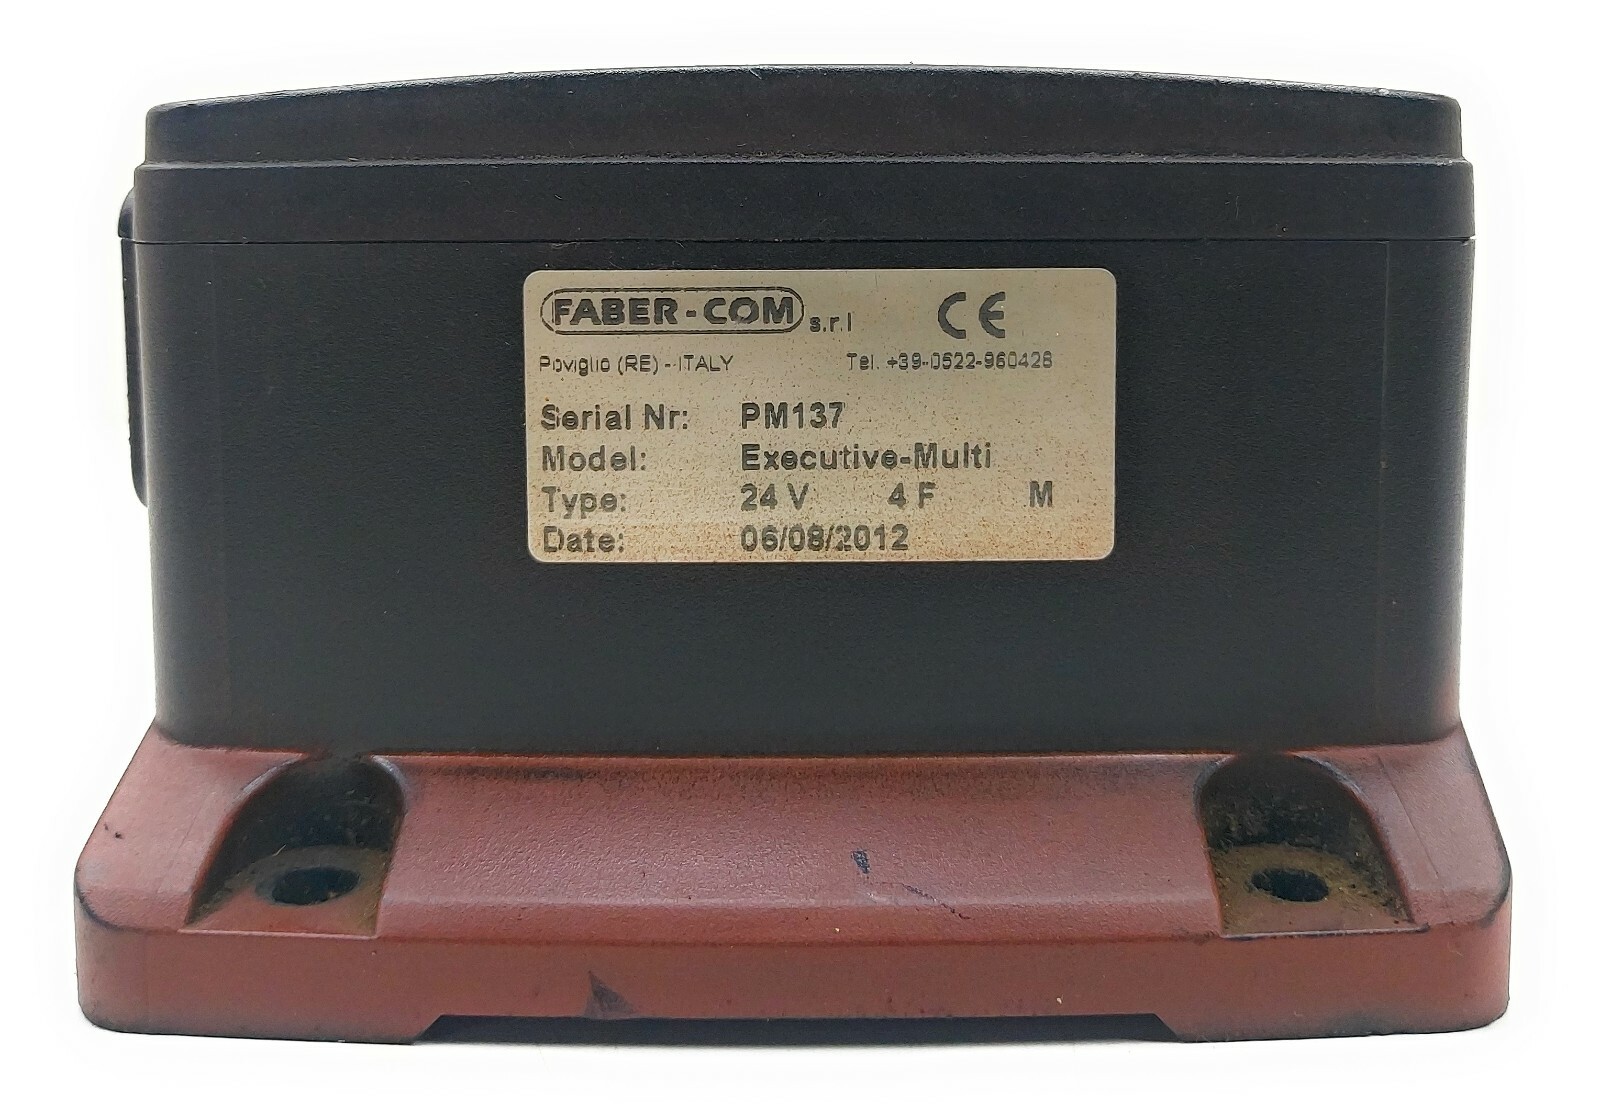 FABER-COM s.r.l CE
Poviglio (RE) - ITALY Tel. +39-0522-960428
Serial Nr: PM137
Model: Executive-Multi
Type: 24 V 4 F M
Date: 06/08/2012